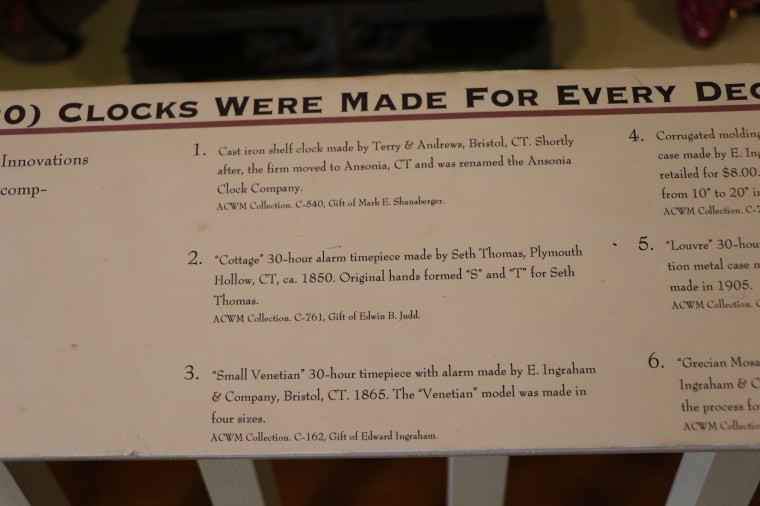 0) Clocks Were Made For Every Dec
Innovations
comp-
1. Cast iron shelf clock made by Terry & Andrews, Bristol, CT. Shortly
after, the firm moved to Ansonia, CT and was renamed the Ansonia
Clock Company.
ACWM Collection. C-540, Gift of Mark E. Shanaberger.
2. "Cottage" 30-hour alarm timepiece made by Seth Thomas, Plymouth
Hollow, CT, ca. 1850. Original hands formed "S" and "T" for Seth
Thomas.
ACWM Collection. C-761, Gift of Edwin B. Judd.
3. "Small Venetian" 30-hour timepiece with alarm made by E. Ingraham
& Company, Bristol, CT. 1865. The "Venetian" model was made in
four sizes.
ACWM Collection. C-162, Gift of Edward Ingraham.
4. Corrugated molding
case made by E. In
retailed for $8.00.
from 10" to 20" i
ACWM Collection. C-7
5. "Louvre" 30-hou
tion metal case m
made in 1905.
ACWM Collection. C
6. "Grecian Mosa
Ingraham & C
the process fo
ACWM Collectio